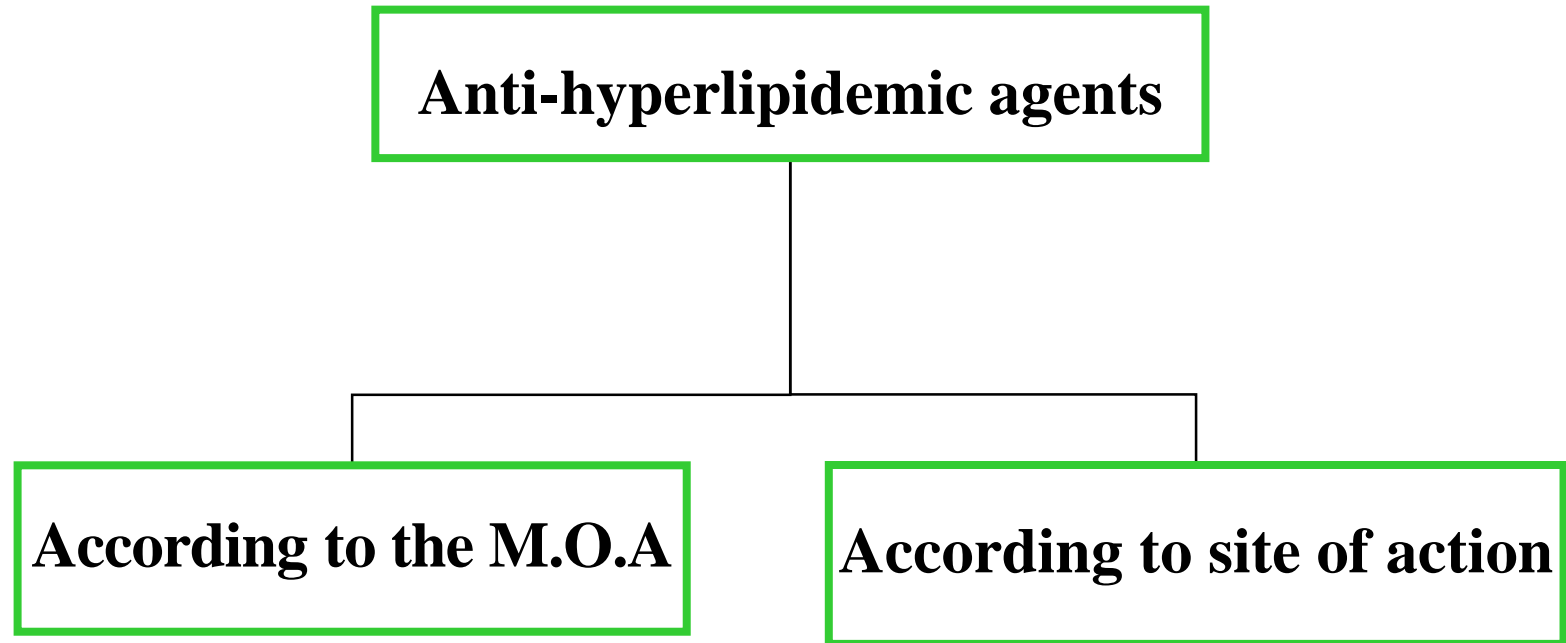 Anti-hyperlipidemic agents
According to the M.O.A
According to site of action